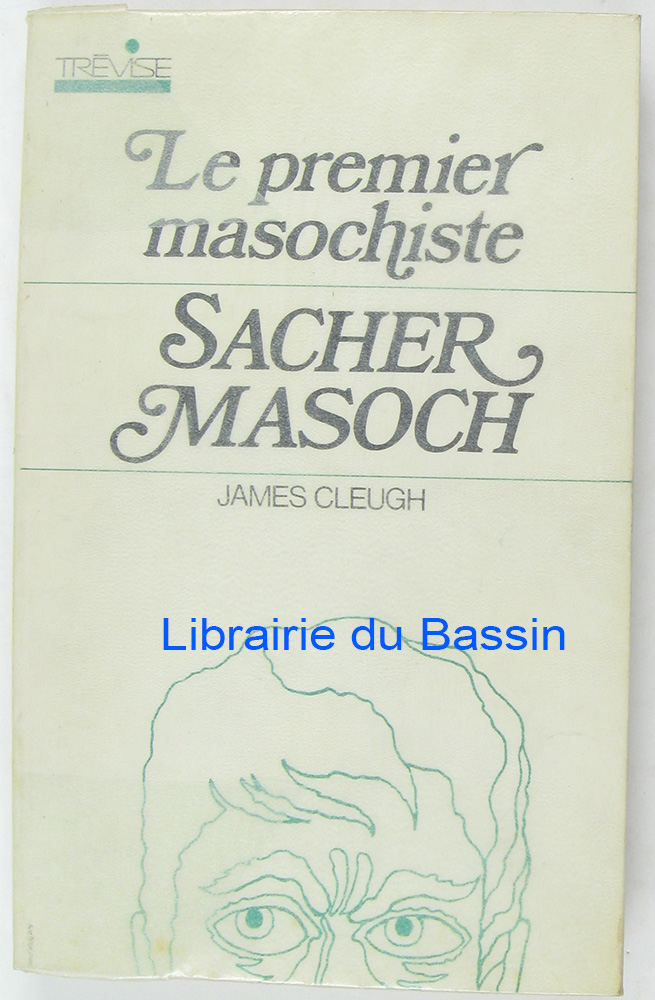 TRÉVISE
Le premier
masochiste
SACHER
MASOCH
JAMES CLEUGH
Librairie du Bassin